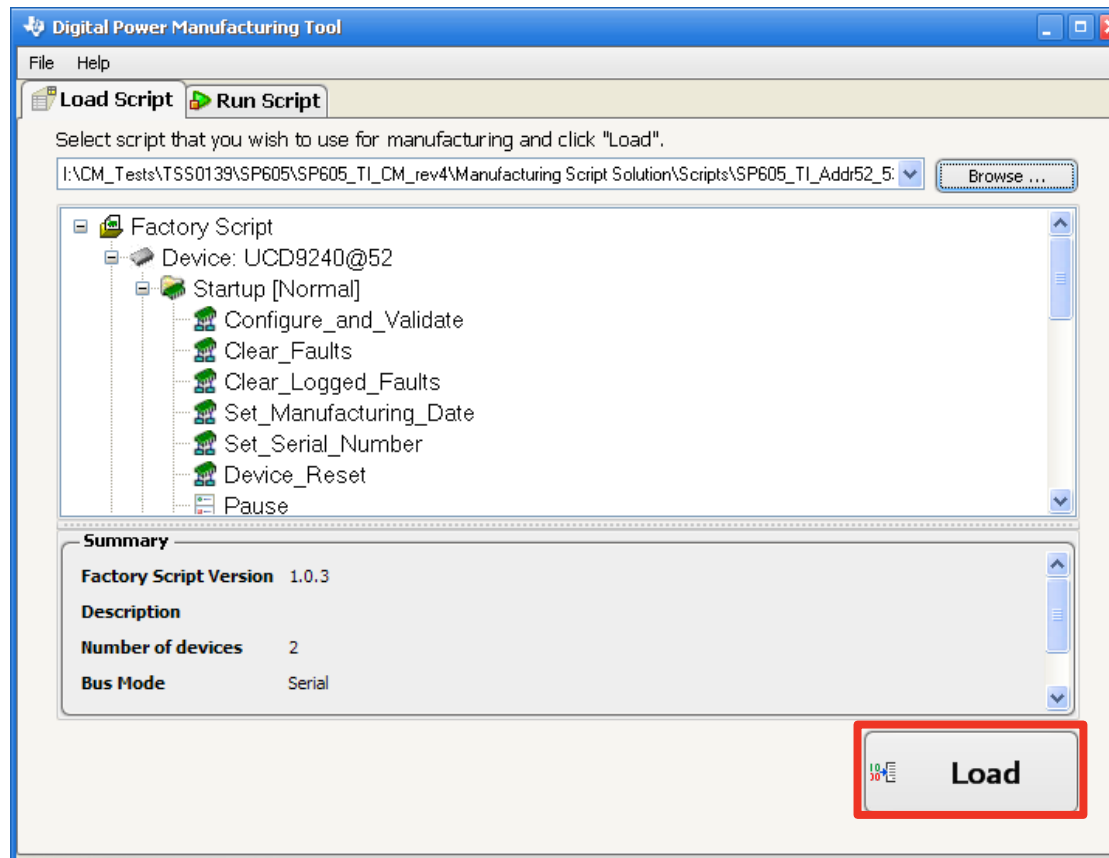 Digital Power Manufacturing Tool
File Help
Load Script Run Script
Select script that you wish to use for manufacturing and click "Load".
I:\CM_Tests\TSS0139\SP605\SP605_TI_CM_rev4\Manufacturing Script Solution\Scripts\SP605_TI_Addr52_5 Browse ...
Factory Script
Device: UCD9240@52
Startup [Normal]
Configure_and_Validate
Clear_Faults
Clear_Logged_Faults
Set_Manufacturing_Date
Set_Serial_Number
Device_Reset
Pause
Summary
Factory Script Version 1.0.3
Description
Number of devices 2
Bus Mode Serial
Load